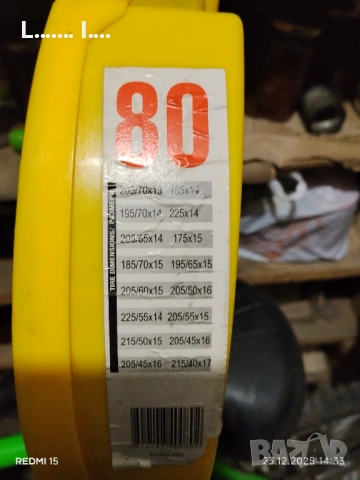 L....... I....
80
TIRE DIMENSIONS/
205/70x13 185x14
195/70x14 225x14
205/65x14 175x15
185/70x15 195/65x15
205/60x15 205/50x16
225/55x14 205/55x15
215/50x15 205/45x16
205/45x16 215/40x17
REDMI 15
23.12.2025 14:33
BAZAR